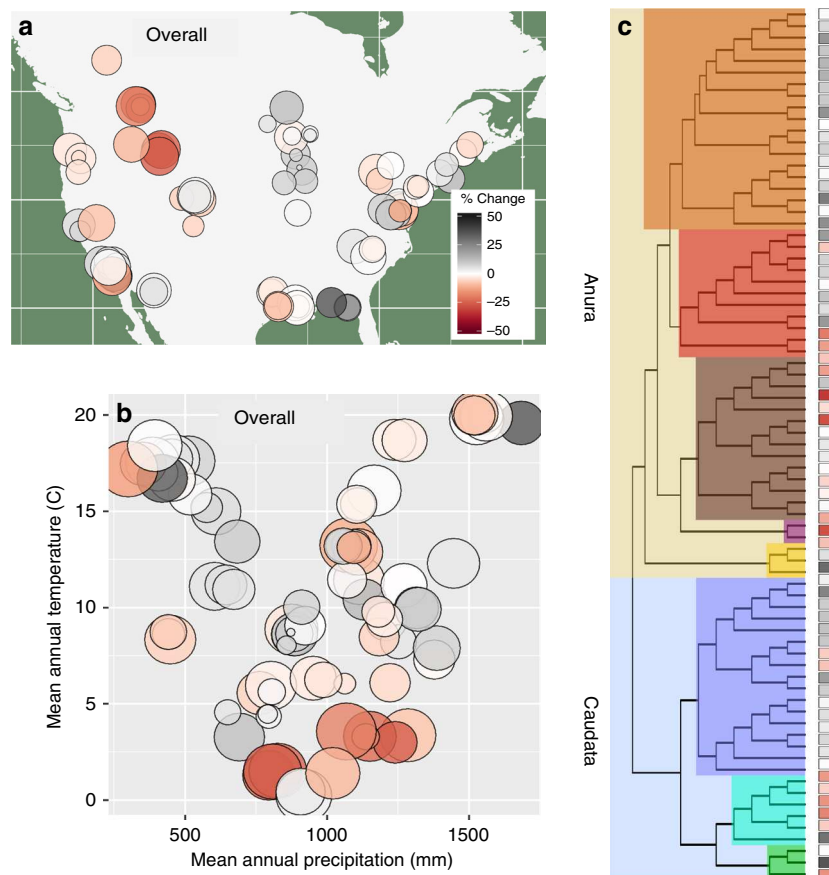 a
Overall
% Change
50
25
0
−25
−50
b
Overall
20
15
10
5
0
Mean annual temperature (C)
500
1000
1500
Mean annual precipitation (mm)
c
Anura
Caudata